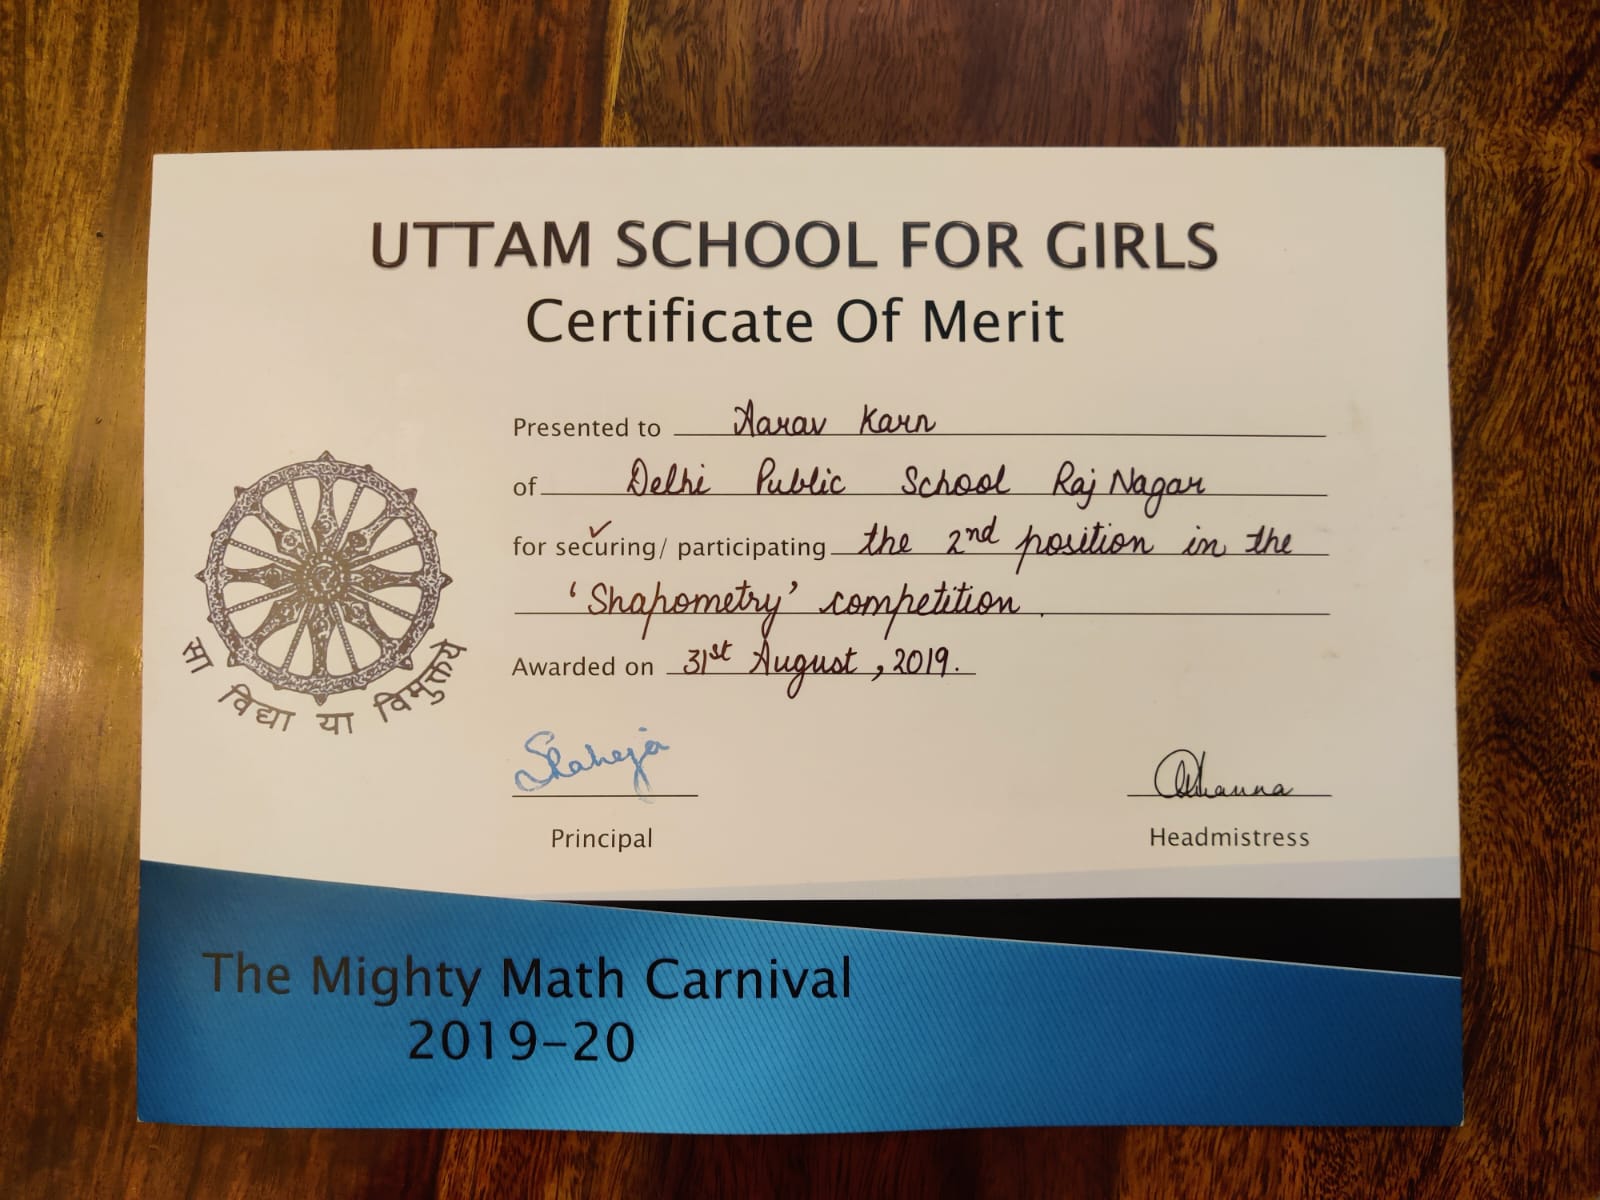 UTTAM SCHOOL FOR GIRLS
Certificate Of Merit
Presented to Aarav Karn
of Delhi Public School Raj Nagar
for securing/ participating the 2nd position in the
'Shapometry' competition.
Awarded on 31st August, 2019.
सा विद्या या विमुक्तये
Principal
Headmistress
The Mighty Math Carnival
2019-20